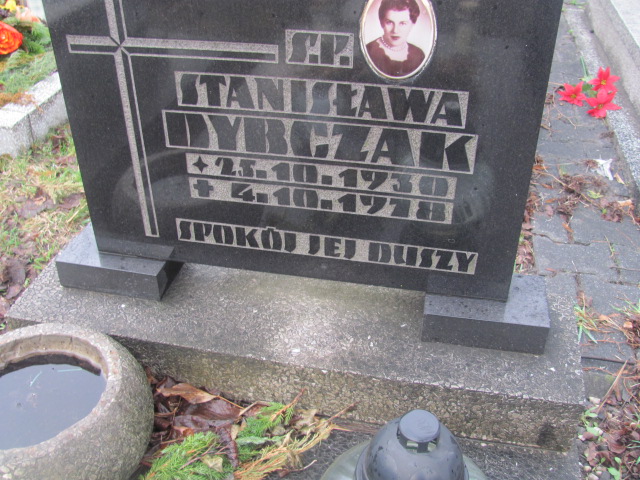 Ś.P.
STANISŁAWA
DYBCZAK
✧ 25.10.1930
+ 4.10.1978
SPOKÓJ JEJ DUSZY